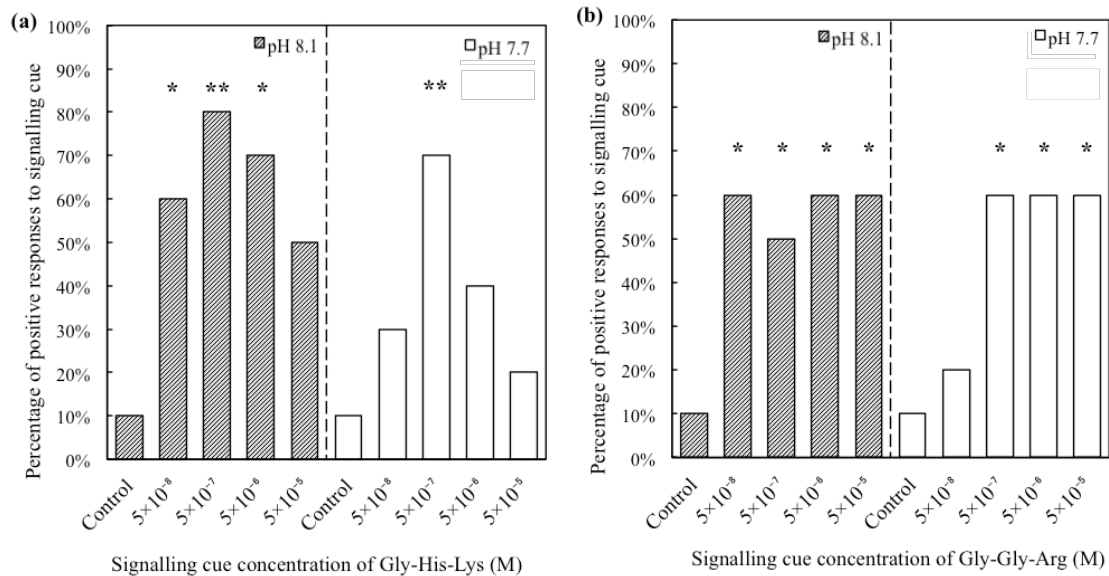 (a)
Percentage of positive responses to signalling cue
100%
90%
80%
70%
60%
50%
40%
30%
20%
10%
0%
pH 8.1
pH 7.7
* ** * **
Control 5×10⁻⁸ 5×10⁻⁷ 5×10⁻⁶ 5×10⁻⁵ Control 5×10⁻⁸ 5×10⁻⁷ 5×10⁻⁶ 5×10⁻⁵
Signalling cue concentration of Gly-His-Lys (M)
(b)
Percentage of positive responses to signalling cue
100%
90%
80%
70%
60%
50%
40%
30%
20%
10%
0%
pH 8.1
pH 7.7
* * * * * * *
Control 5×10⁻⁸ 5×10⁻⁷ 5×10⁻⁶ 5×10⁻⁵ Control 5×10⁻⁸ 5×10⁻⁷ 5×10⁻⁶ 5×10⁻⁵
Signalling cue concentration of Gly-Gly-Arg (M)